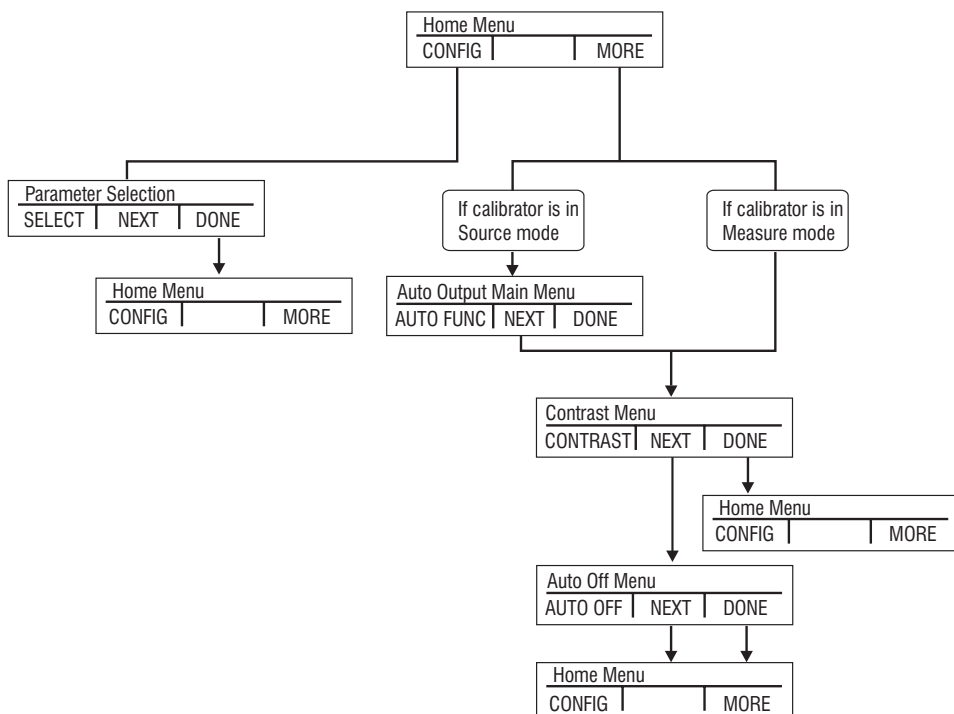 Home Menu
CONFIG MORE
Parameter Selection
SELECT NEXT DONE
If calibrator is in
Source mode
If calibrator is in
Measure mode
Home Menu
CONFIG MORE
Auto Output Main Menu
AUTO FUNC NEXT DONE
Contrast Menu
CONTRAST NEXT DONE
Home Menu
CONFIG MORE
Auto Off Menu
AUTO OFF NEXT DONE
Home Menu
CONFIG MORE